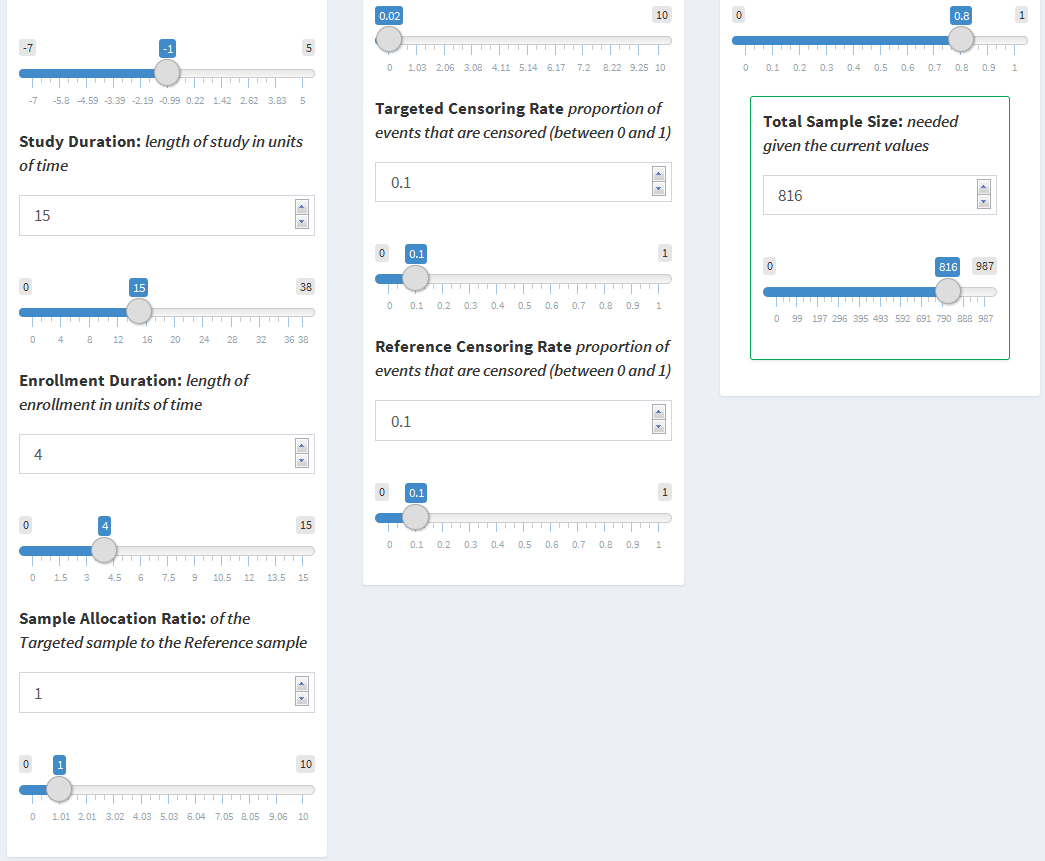 -7 -1 5
-7 -5.8 -4.59 -3.39 -2.19 -0.99 0.22 1.42 2.62 3.83 5
Study Duration: length of study in units
of time
15
0 15 38
0 4 8 12 16 20 24 28 32 36 38
Enrollment Duration: length of
enrollment in units of time
4
0 4 15
0 1.5 3 4.5 6 7.5 9 10.5 12 13.5 15
Sample Allocation Ratio: of the
Targeted sample to the Reference sample
1
0 1 10
0 1.01 2.01 3.02 4.03 5.03 6.04 7.05 8.05 9.06 10
0.02 10
0 1.03 2.06 3.08 4.11 5.14 6.17 7.2 8.22 9.25 10
Targeted Censoring Rate proportion of
events that are censored (between 0 and 1)
0.1
0 0.1 1
0 0.1 0.2 0.3 0.4 0.5 0.6 0.7 0.8 0.9 1
Reference Censoring Rate proportion of
events that are censored (between 0 and 1)
0.1
0 0.1 1
0 0.1 0.2 0.3 0.4 0.5 0.6 0.7 0.8 0.9 1
0 0.8 1
0 0.1 0.2 0.3 0.4 0.5 0.6 0.7 0.8 0.9 1
Total Sample Size: needed
given the current values
816
0 816 987
0 99 197 296 395 493 592 691 790 888 987